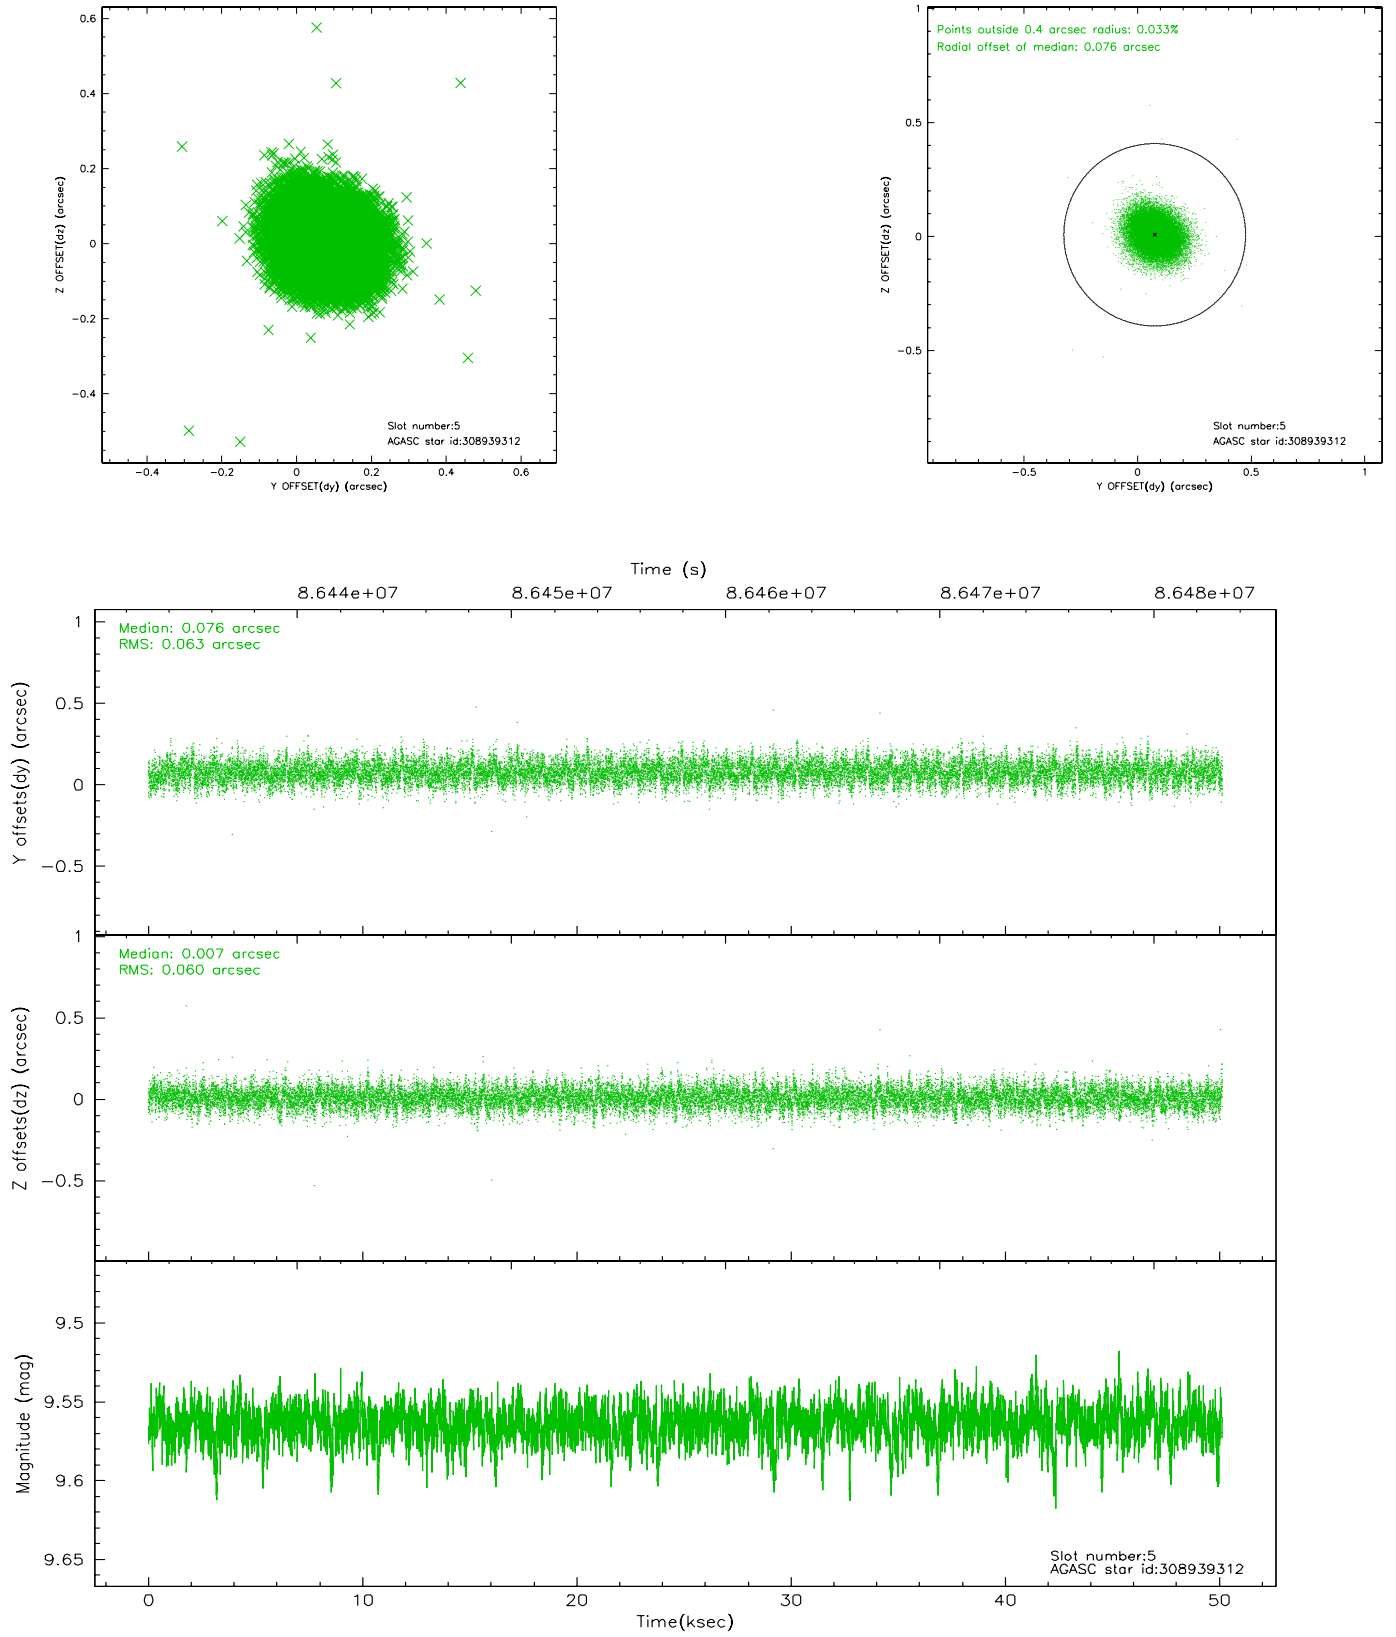 0.6
0.4
0.2
0
−0.2
−0.4
Z OFFSET(dz) (arcsec)
Slot number:5
AGASC star id:308939312
−0.4 −0.2 0 0.2 0.4 0.6
Y OFFSET(dy) (arcsec)
1
0.5
0
−0.5
Z OFFSET(dz) (arcsec)
Points outside 0.4 arcsec radius: 0.033%
Radial offset of median: 0.076 arcsec
Slot number:5
AGASC star id:308939312
−0.5 0 0.5 1
Y OFFSET(dy) (arcsec)
Time (s)
8.644e+07 8.645e+07 8.646e+07 8.647e+07 8.648e+07
Median: 0.076 arcsec
RMS: 0.063 arcsec
1
0.5
0
−0.5
Y offsets(dy) (arcsec)
Median: 0.007 arcsec
RMS: 0.060 arcsec
1
0.5
0
−0.5
Z offsets(dz) (arcsec)
9.5
9.55
9.6
9.65
Magnitude (mag)
Slot number:5
AGASC star id:308939312
0 10 20 30 40 50
Time(ksec)